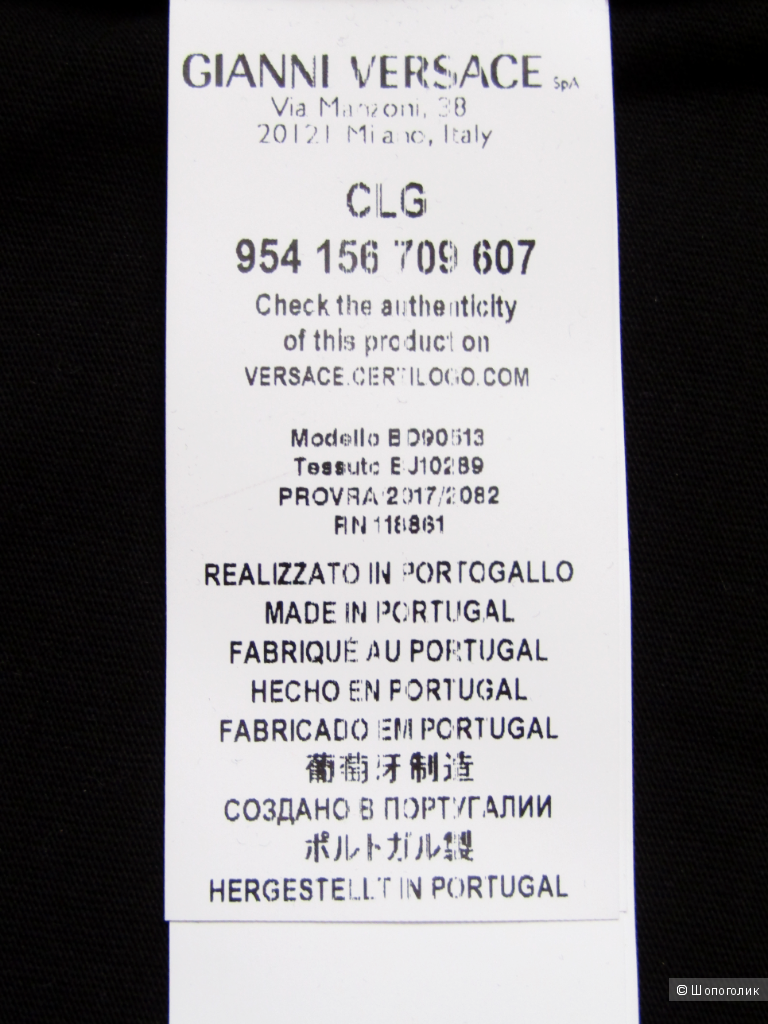 GIANNI VERSACE SpA
Via Manzoni, 38
20121 Milano, Italy
CLG
954 156 709 607
Check the authenticity
of this product on
VERSACE.CERTILOGO.COM
Modello BD90513
Tessuto BJ10289
PROVRA 2017/2082
RN 118861
REALIZZATO IN PORTOGALLO
MADE IN PORTUGAL
FABRIQUÉ AU PORTUGAL
HECHO EN PORTUGAL
FABRICADO EM PORTUGAL
葡萄牙制造
СОЗДАНО В ПОРТУГАЛИИ
ポルトガル製
HERGESTELLT IN PORTUGAL
© Шопоголик